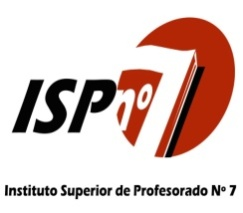 ISP nº 7
Instituto Superior de Profesorado Nº 7